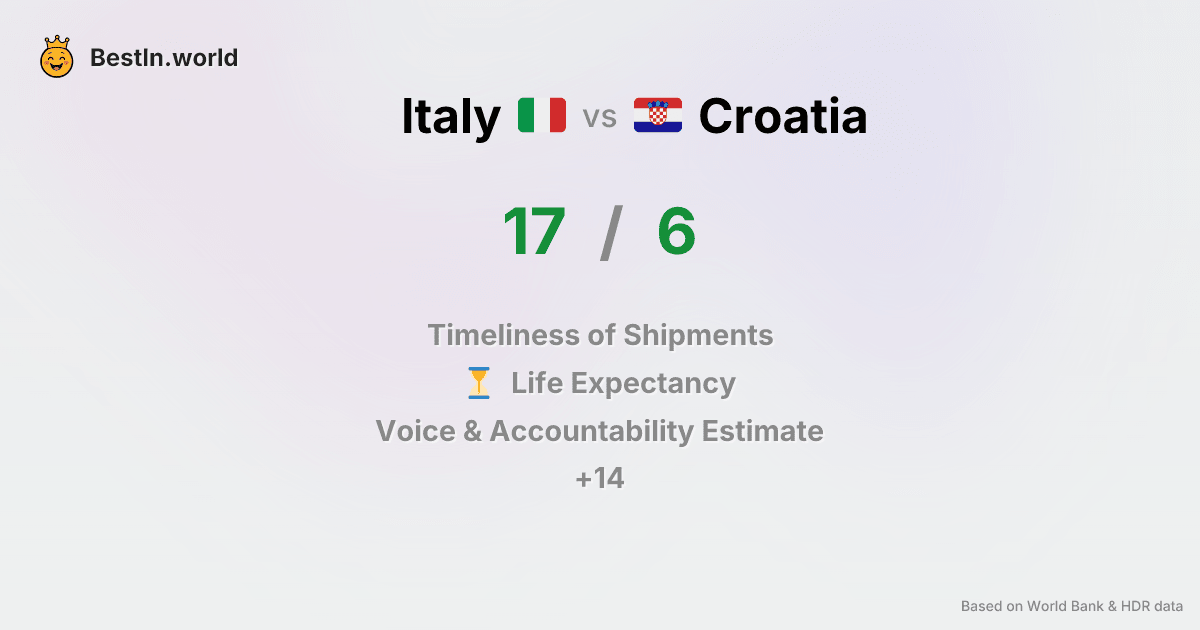 BestIn.world
Italy vs Croatia
17 / 6
Timeliness of Shipments
Life Expectancy
Voice & Accountability Estimate
+14
Based on World Bank & HDR data